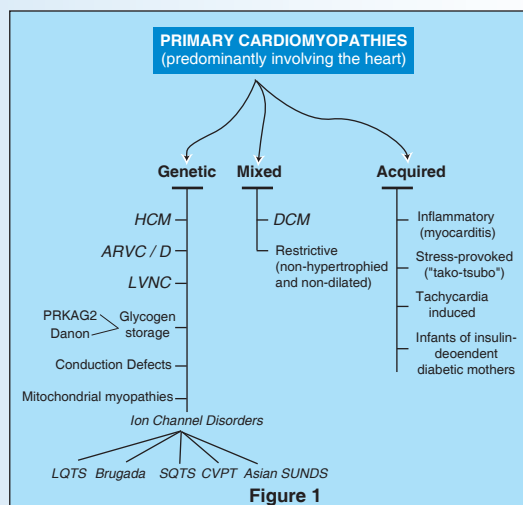 PRIMARY CARDIOMYOPATHIES
(predominantly involving the heart)
Genetic
HCM
ARVC / D
LVNC
PRKAG2
Danon
Glycogen
storage
Conduction Defects
Mitochondrial myopathies
Ion Channel Disorders
LQTS Brugada SQTS CVPT Asian SUNDS
Mixed
DCM
Restrictive
(non-hypertrophied
and non-dilated)
Acquired
Inflammatory
(myocarditis)
Stress-provoked
("tako-tsubo")
Tachycardia
induced
Infants of insulin-
deoendent
diabetic mothers
Figure 1